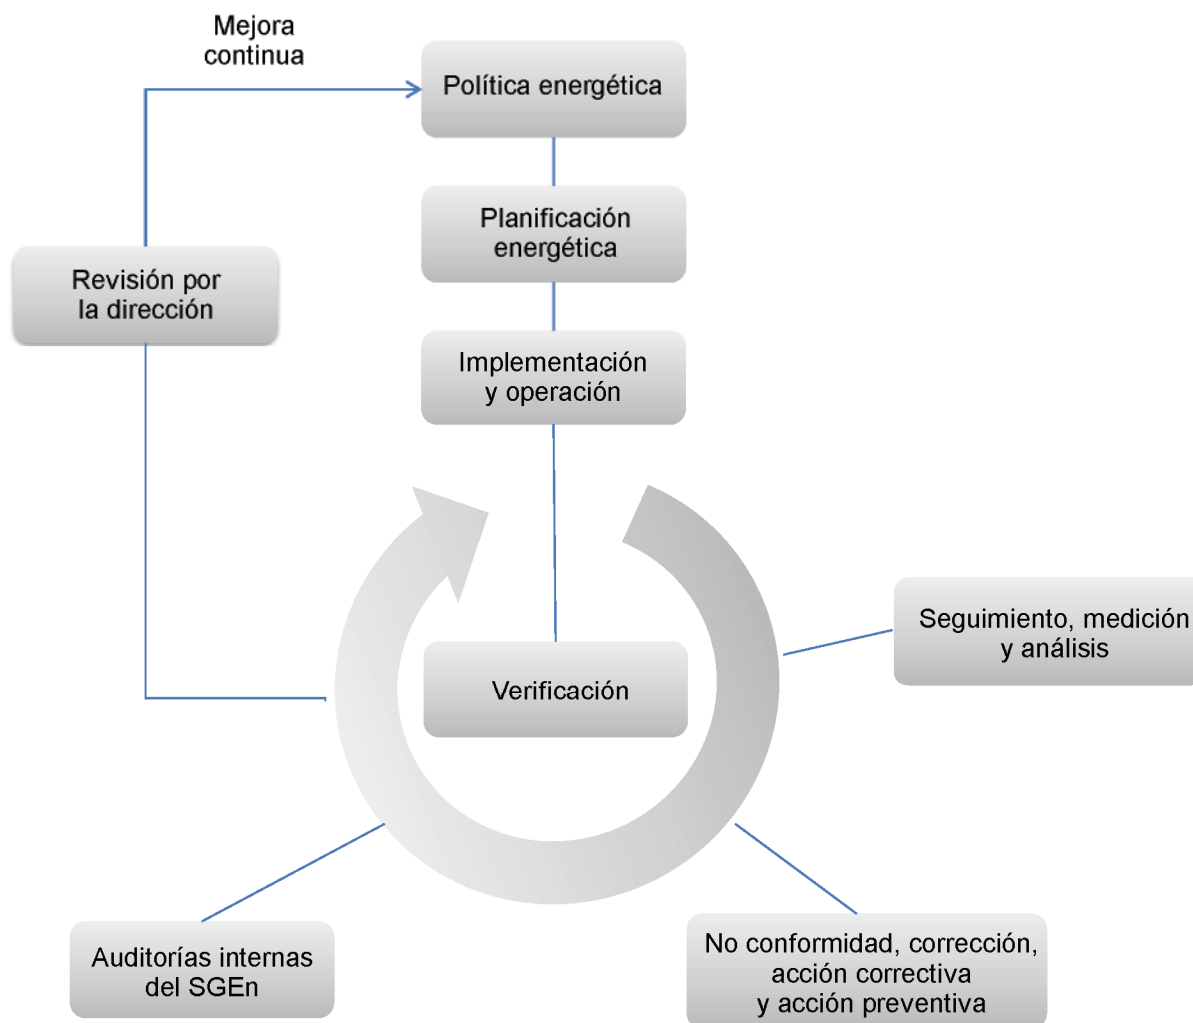 Mejora
continua
Política energética
Planificación
energética
Revisión por
la dirección
Implementación
y operación
Seguimiento, medición
y análisis
Verificación
Auditorías internas
del SGEn
No conformidad, corrección,
acción correctiva
y acción preventiva